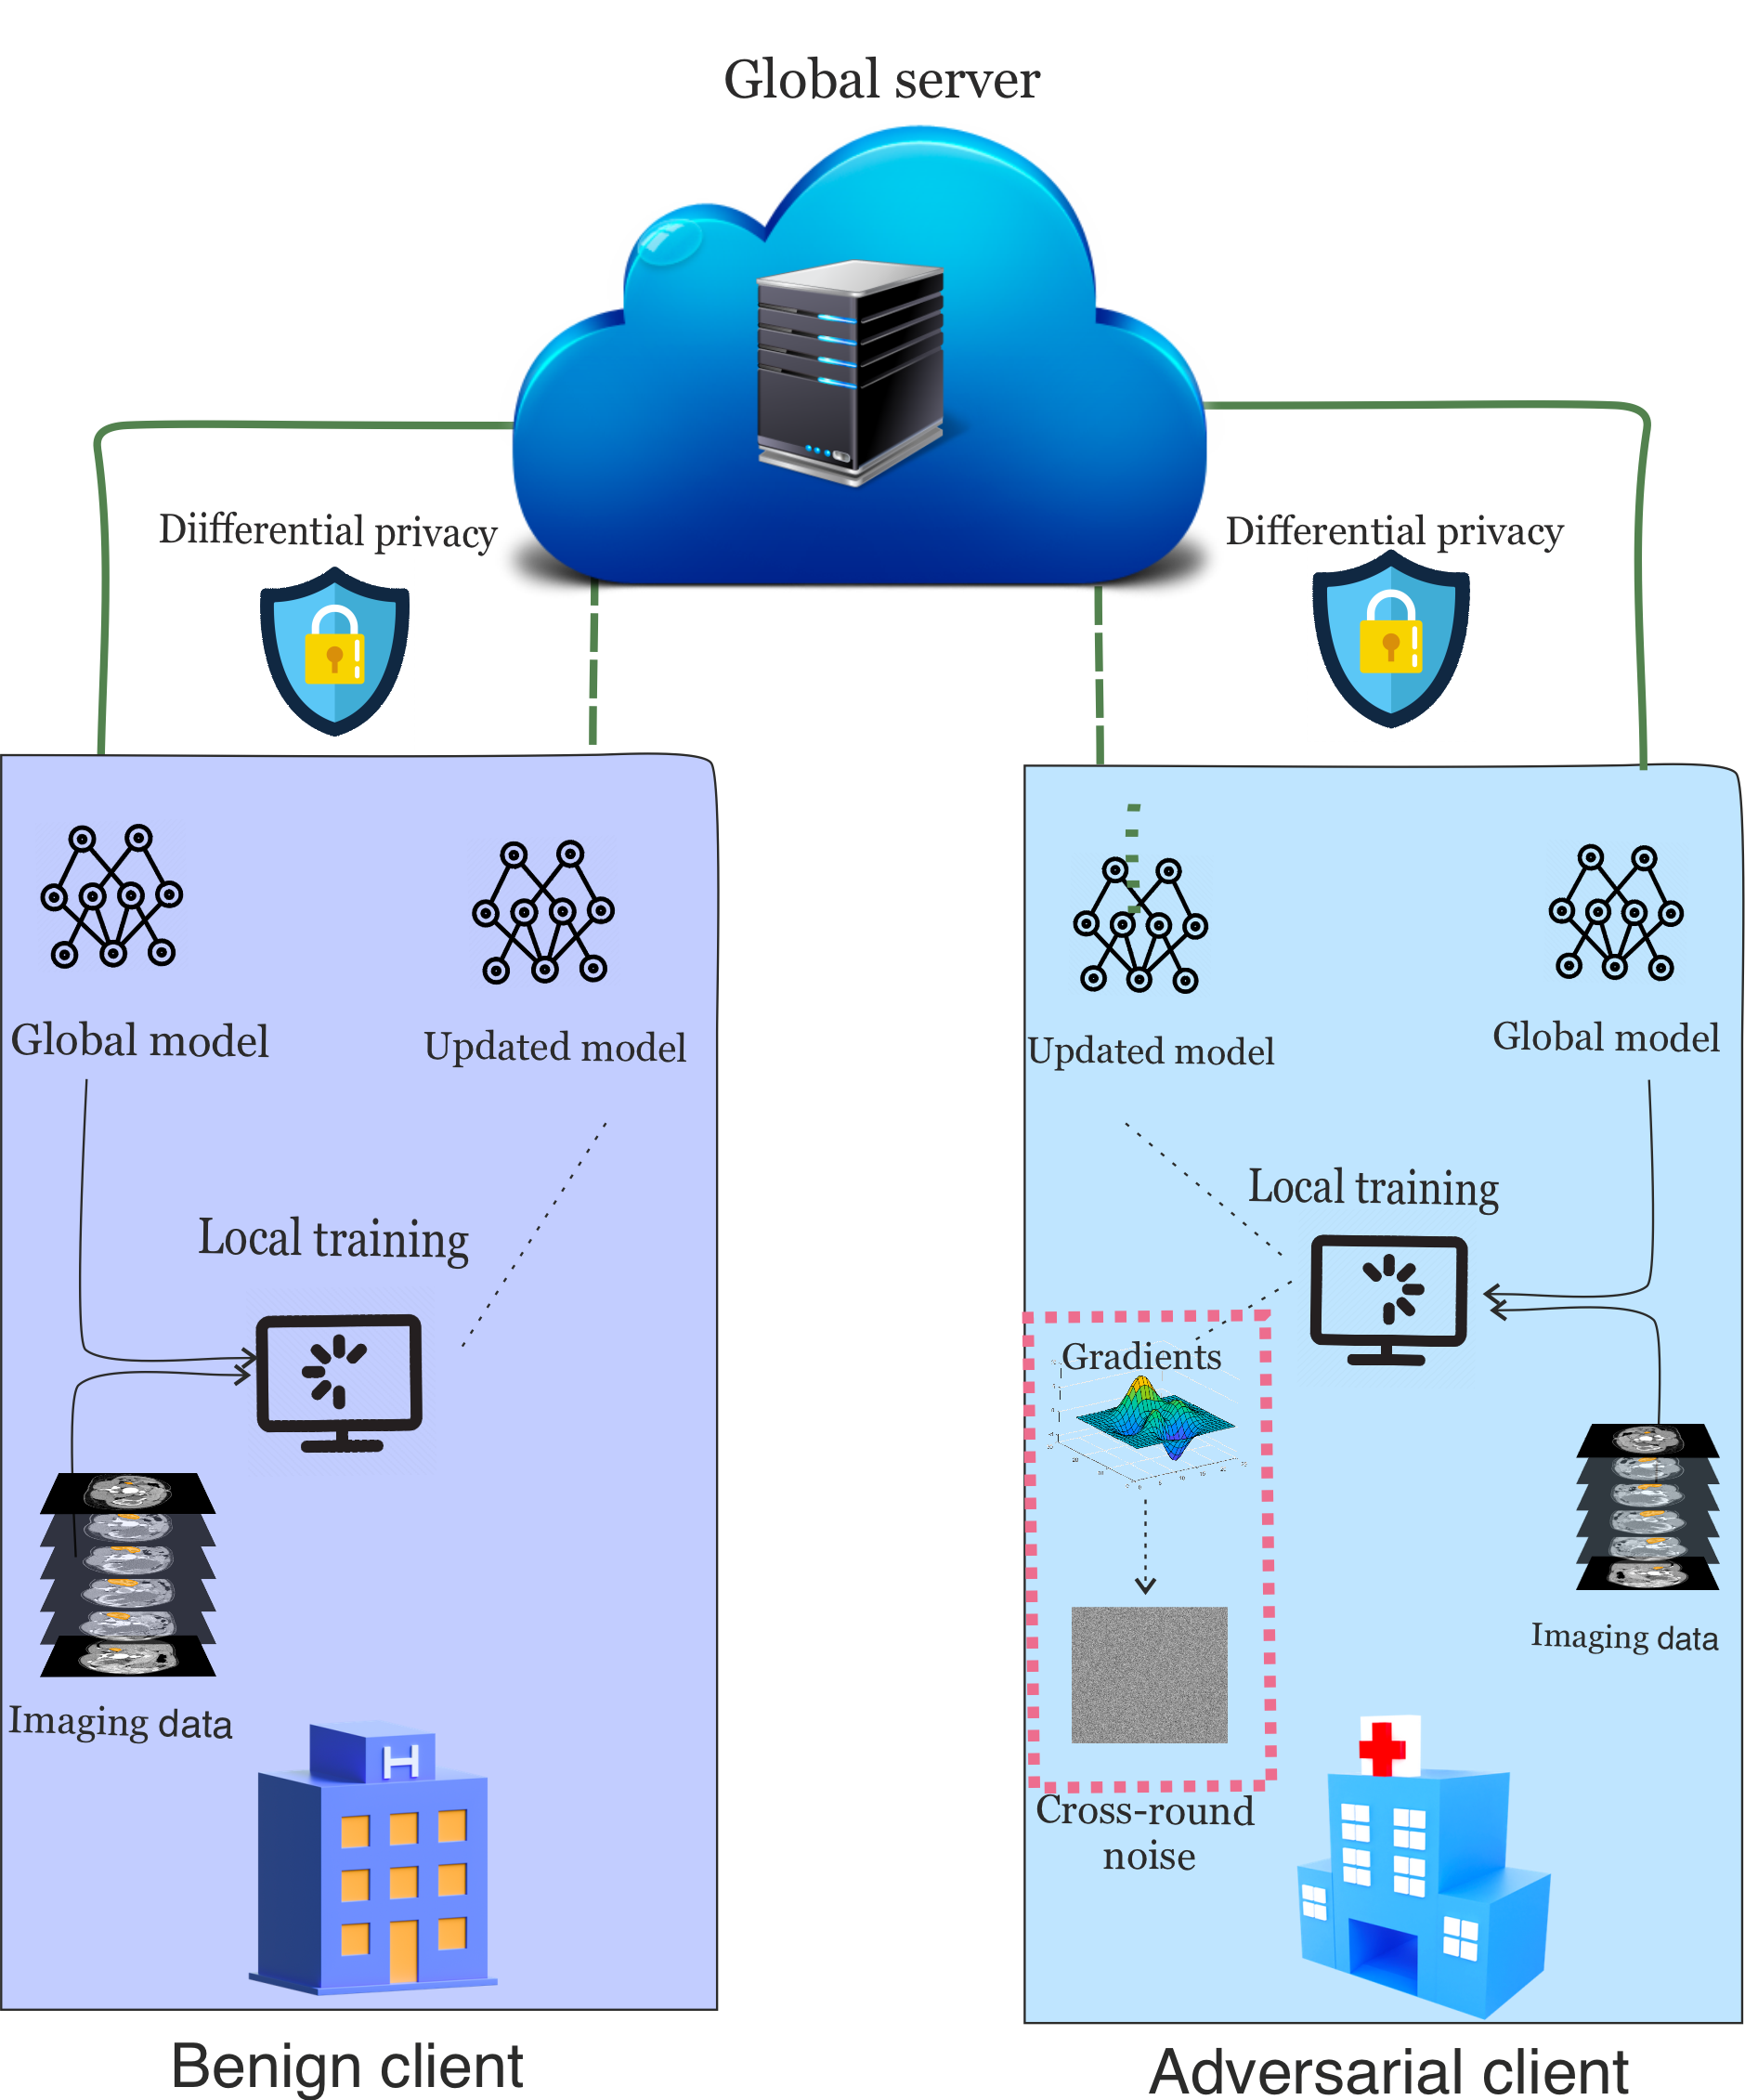 Global server
Diifferential privacy
Differential privacy
Global model
Updated model
Updated model
Global model
Local training
Local training
Gradients
Imaging data
Imaging data
H
Cross-round
noise
Benign client
Adversarial client